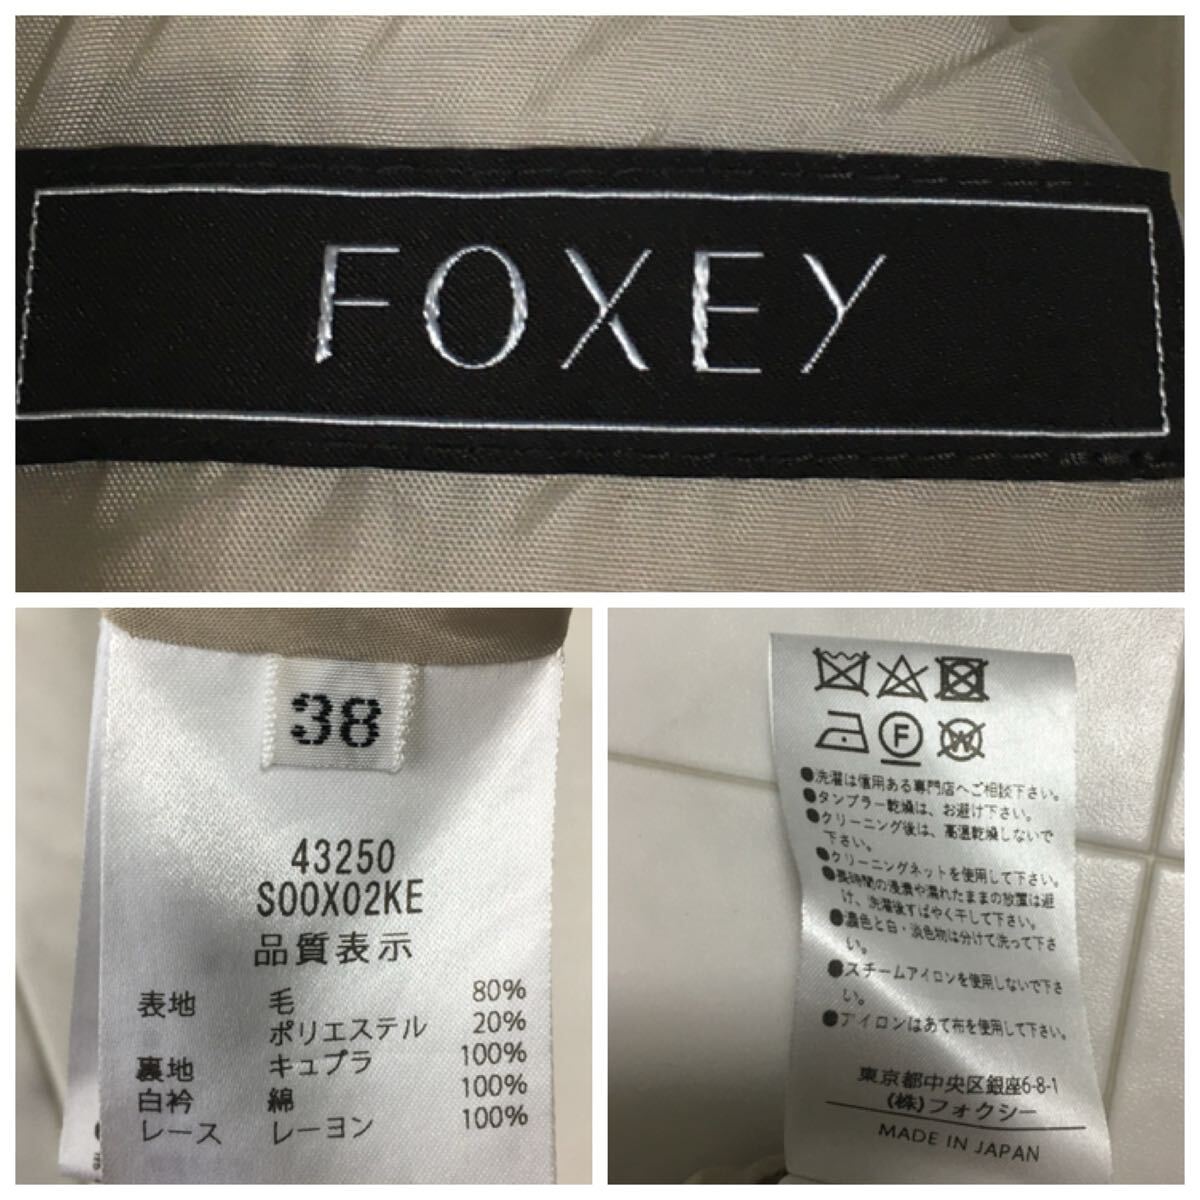 FOXEY
38
43250
S00X02KE
品質表示
表地 毛 80%
ポリエステル 20%
裏地 キュプラ 100%
白衿 綿 100%
レース レーヨン 100%
F
W
●洗濯は信用ある専門店へご相談下さい。
●タンブラー乾燥は、お避け下さい。
●クリーニング後は、高温乾燥しないで
下さい。
●クリーニングネットを使用して下さい。
●長時間の浸漬や濡れたままの放置は避
け、洗濯後すばやく干して下さい。
●濃色と白・淡色物は分けて洗って下さ
い。
●スチームアイロンを使用しないで下さ
い。
●アイロンはあて布を使用して下さい。
東京都中央区銀座6-8-1
(株)フォクシー
MADE IN JAPAN